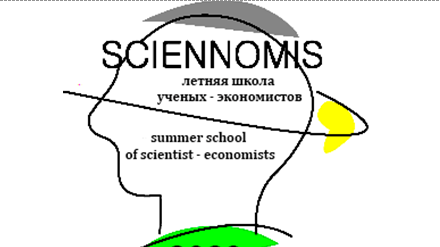 SCIENNOMIS
летняя школа
ученых - экономистов
summer school
of scientist - economists